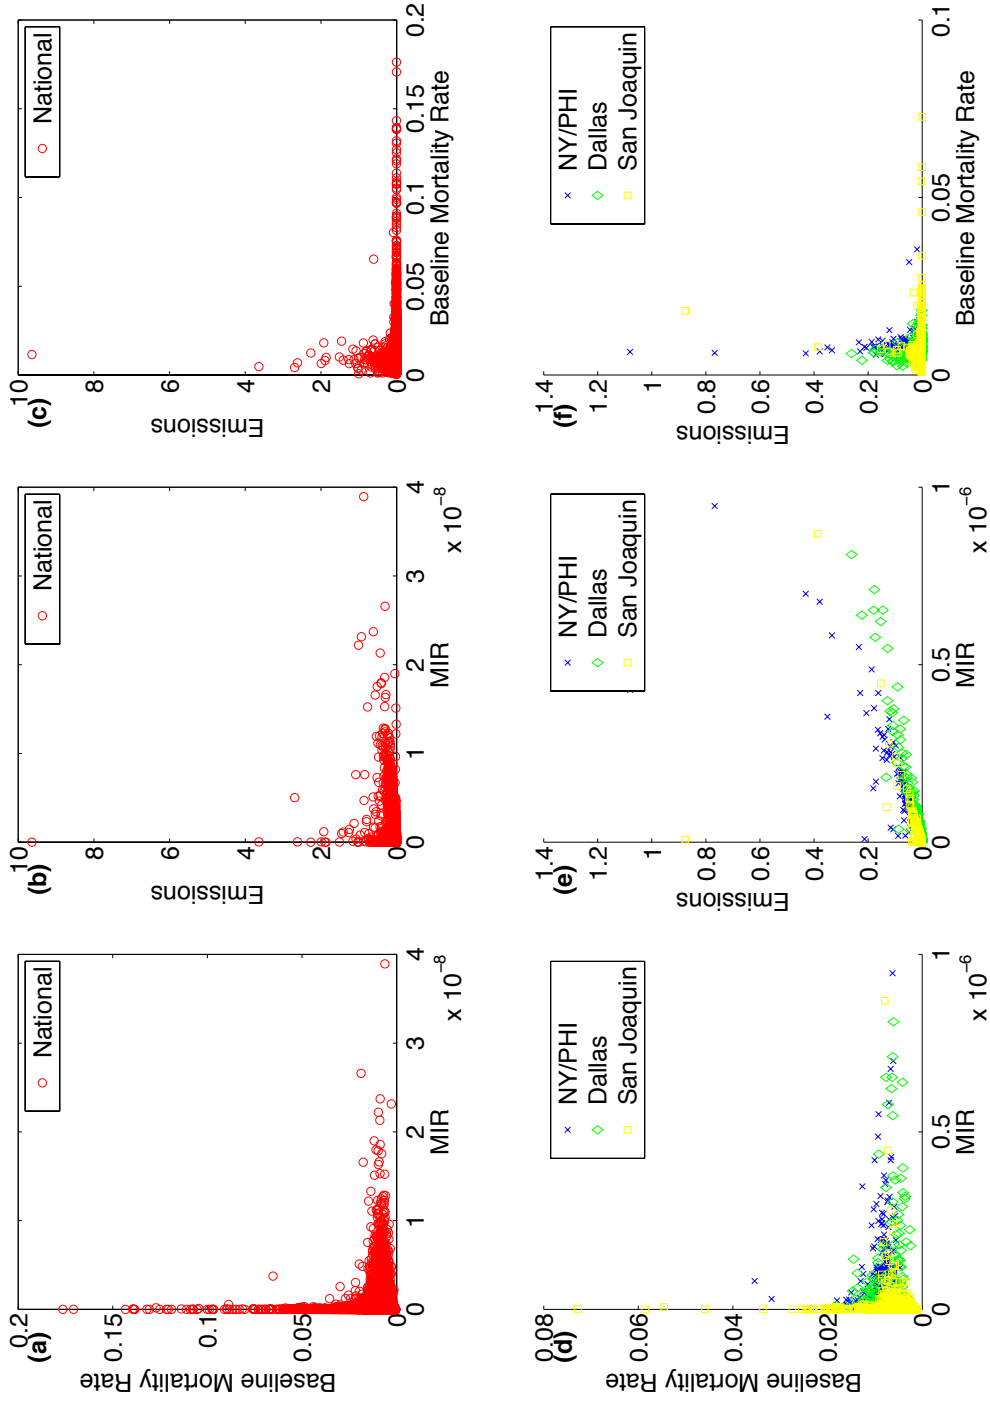 (a)
National
0.2
0.15
0.1
0.05
0
Baseline Mortality Rate
0
1
2
3
4
MIR
x 10⁻⁸
(b)
National
10
8
6
4
2
0
Emissions
0
1
2
3
4
MIR
x 10⁻⁸
(c)
National
10
8
6
4
2
0
Emissions
0
0.05
0.1
0.15
0.2
Baseline Mortality Rate
(d)
NY/PHI
Dallas
San Joaquin
0.08
0.06
0.04
0.02
0
Baseline Mortality Rate
0
0.5
1
MIR
x 10⁻⁶
(e)
NY/PHI
Dallas
San Joaquin
1.4
1.2
1
0.8
0.6
0.4
0.2
0
Emissions
0
0.5
1
MIR
x 10⁻⁶
(f)
NY/PHI
Dallas
San Joaquin
1.4
1.2
1
0.8
0.6
0.4
0.2
0
Emissions
0
0.05
0.1
Baseline Mortality Rate